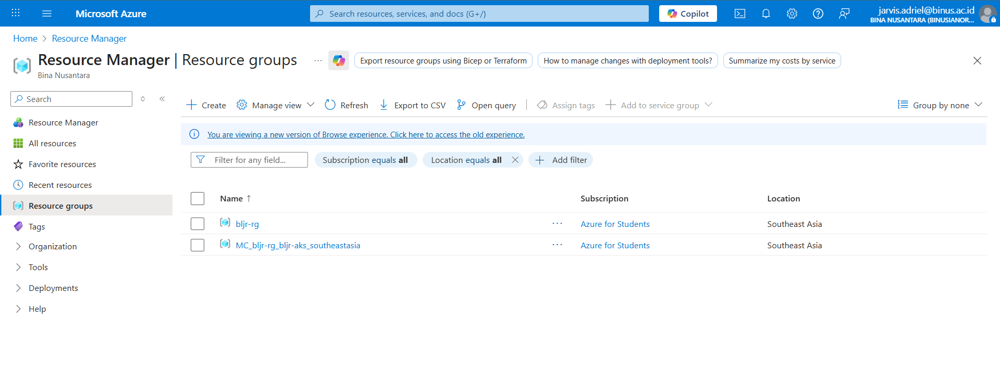 Microsoft Azure
Search resources, services, and docs (G+/)
Copilot
jarvis.adriel@binus.ac.id
BINA NUSANTARA (BINUSIANOR...
Home > Resource Manager
Resource Manager | Resource groups ...
Bina Nusantara
Export resource groups using Bicep or Terraform
How to manage changes with deployment tools?
Summarize my costs by service
Search
Resource Manager
All resources
Favorite resources
Recent resources
Resource groups
Tags
Organization
Tools
Deployments
Help
Create Manage view Refresh Export to CSV Open query Assign tags Add to service group Group by none
You are viewing a new version of Browse experience. Click here to access the old experience.
Filter for any field... Subscription equals all Location equals all Add filter
Name ↑ Subscription Location
bljr-rg ... Azure for Students Southeast Asia
MC_bljr-rg_bljr-aks_southeastasia ... Azure for Students Southeast Asia